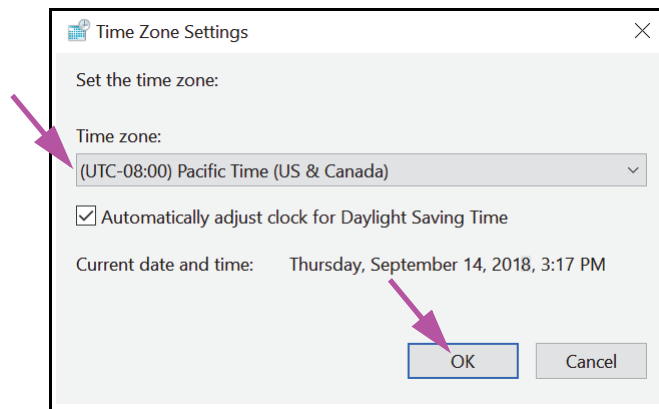 Time Zone Settings
Set the time zone:
Time zone:
(UTC-08:00) Pacific Time (US & Canada)
Automatically adjust clock for Daylight Saving Time
Current date and time: Thursday, September 14, 2018, 3:17 PM
OK Cancel